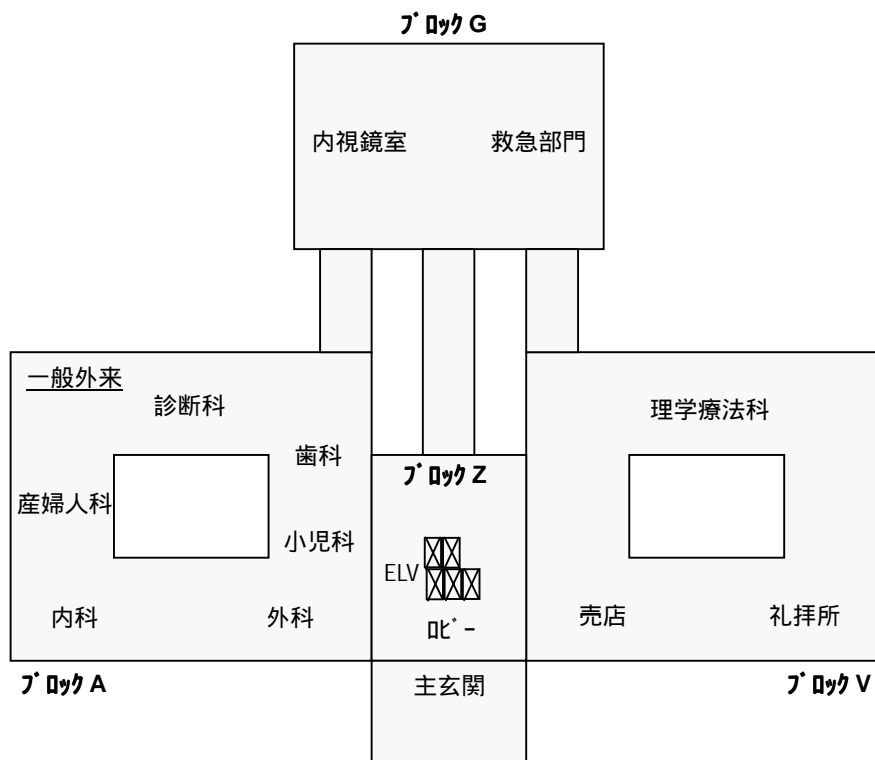 ﾌﾞﾛｯｸ G
内視鏡室
救急部門
一般外来
診断科
理学療法科
歯科
ﾌﾞﾛｯｸ Z
産婦人科
小児科
ELV
内科
外科
ﾛﾋﾞｰ
売店
礼拝所
ﾌﾞﾛｯｸ A
主玄関
ﾌﾞﾛｯｸ V